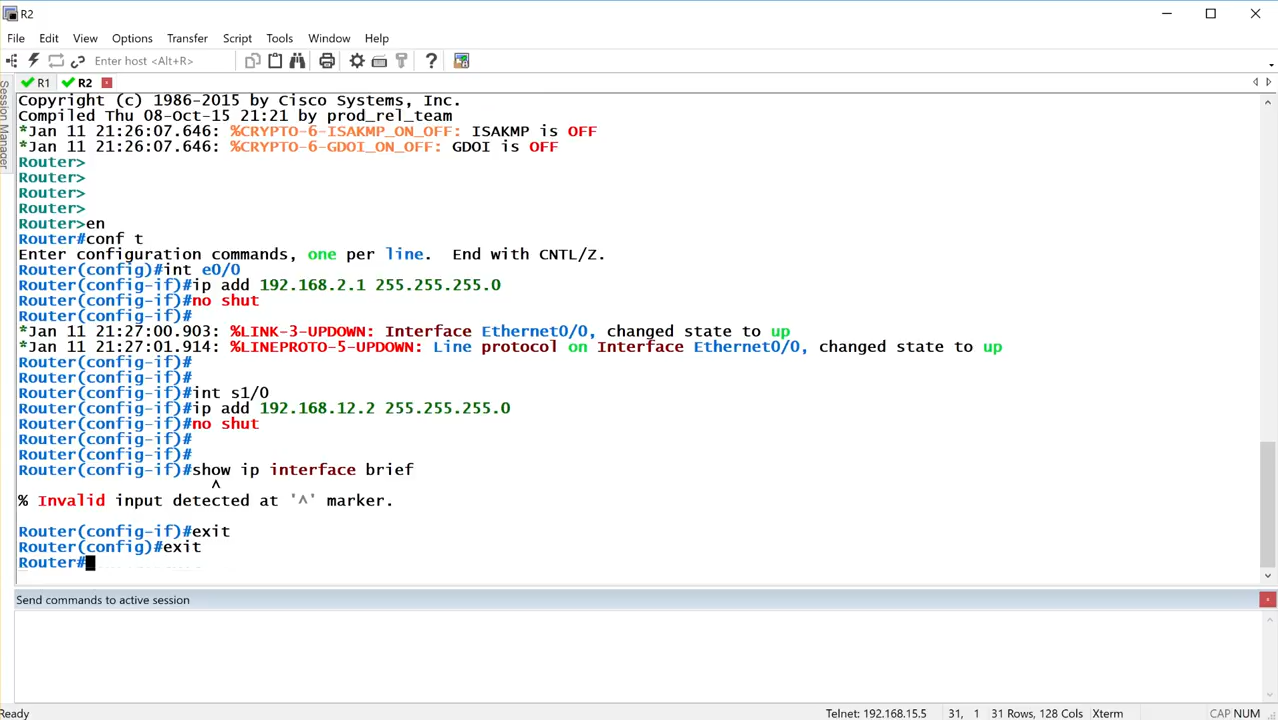 R2
File Edit View Options Transfer Script Tools Window Help
Enter host <Alt+R>
R1 R2
Session Manager
Copyright (c) 1986-2015 by Cisco Systems, Inc.
Compiled Thu 08-Oct-15 21:21 by prod_rel_team
*Jan 11 21:26:07.646: %CRYPTO-6-ISAKMP_ON_OFF: ISAKMP is OFF
*Jan 11 21:26:07.646: %CRYPTO-6-GDOI_ON_OFF: GDOI is OFF
Router>
Router>
Router>
Router>
Router>en
Router#conf t
Enter configuration commands, one per line.  End with CNTL/Z.
Router(config)#int e0/0
Router(config-if)#ip add 192.168.2.1 255.255.255.0
Router(config-if)#no shut
Router(config-if)#
*Jan 11 21:27:00.903: %LINK-3-UPDOWN: Interface Ethernet0/0, changed state to up
*Jan 11 21:27:01.914: %LINEPROTO-5-UPDOWN: Line protocol on Interface Ethernet0/0, changed state to up
Router(config-if)#
Router(config-if)#
Router(config-if)#int s1/0
Router(config-if)#ip add 192.168.12.2 255.255.255.0
Router(config-if)#no shut
Router(config-if)#
Router(config-if)#
Router(config-if)#show ip interface brief
^
% Invalid input detected at '^' marker.
Router(config-if)#exit
Router(config)#exit
Router#
Send commands to active session
Ready Telnet: 192.168.15.5 31, 1 31 Rows, 128 Cols Xterm CAP NUM